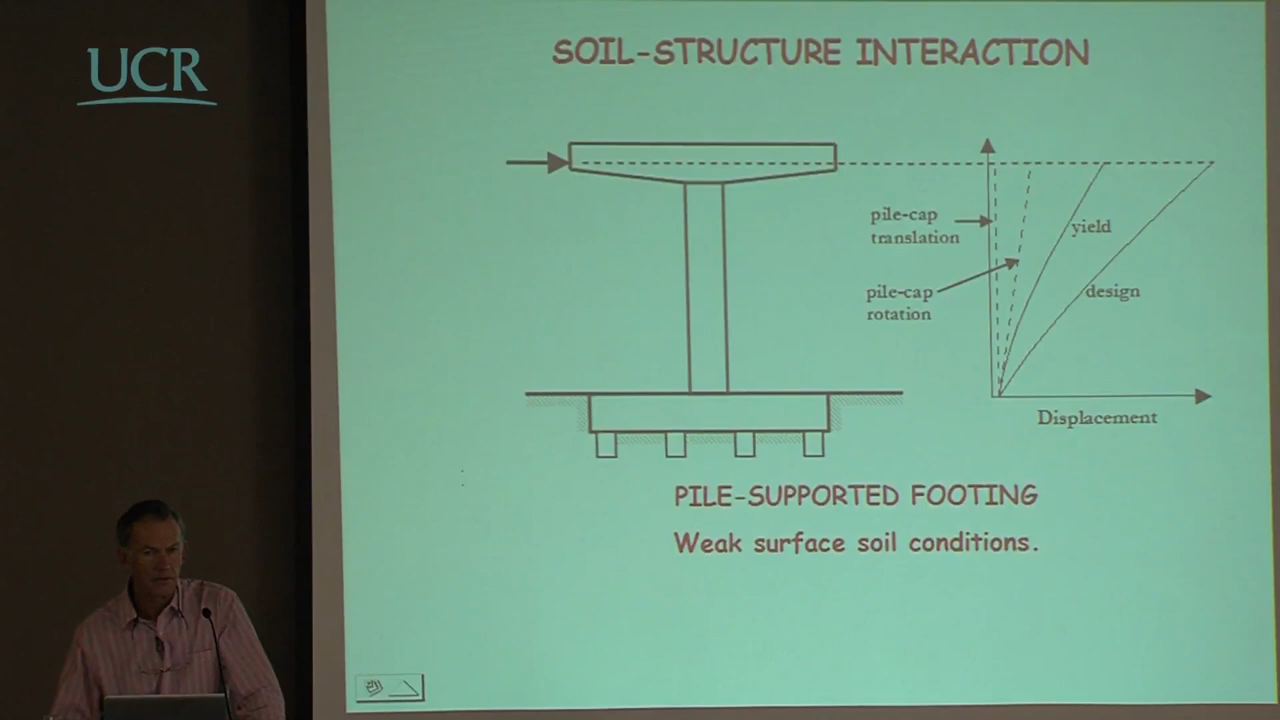 UCR
SOIL-STRUCTURE INTERACTION
pile-cap
translation
yield
pile-cap
rotation
design
Displacement
PILE-SUPPORTED FOOTING
Weak surface soil conditions.